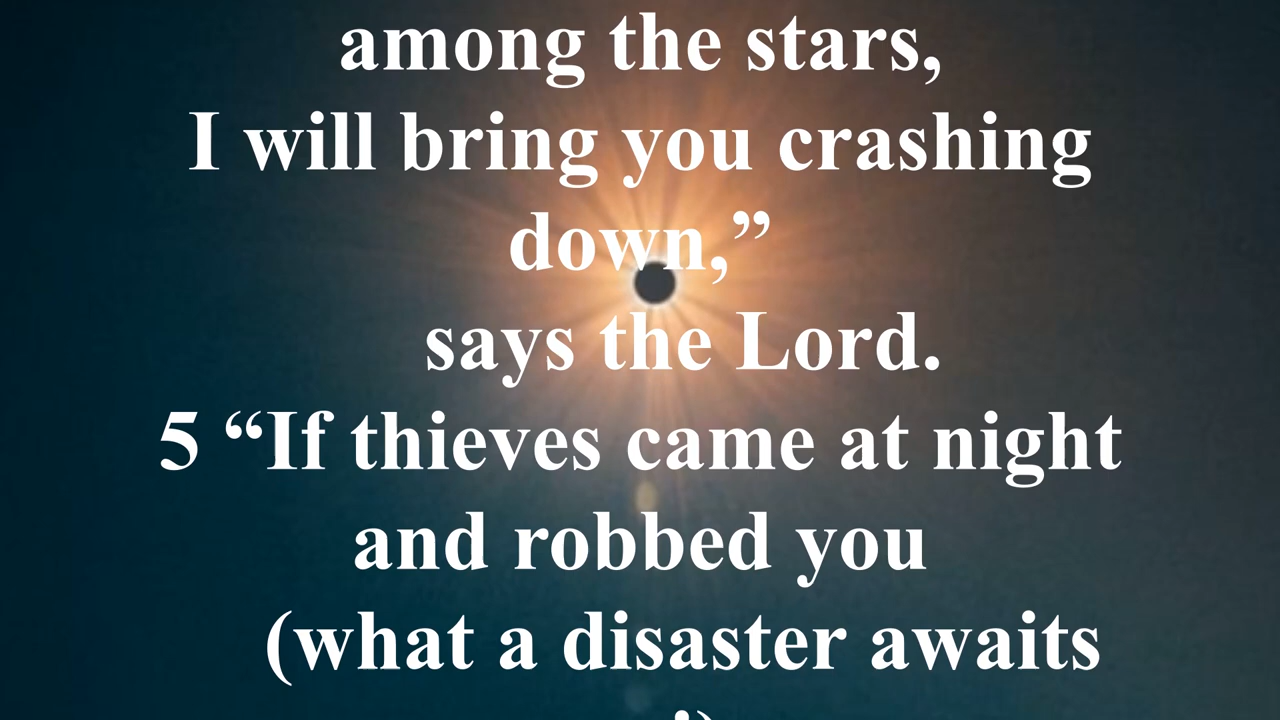 among the stars,
I will bring you crashing
down,”
says the Lord.
5 “If thieves came at night
and robbed you
(what a disaster awaits